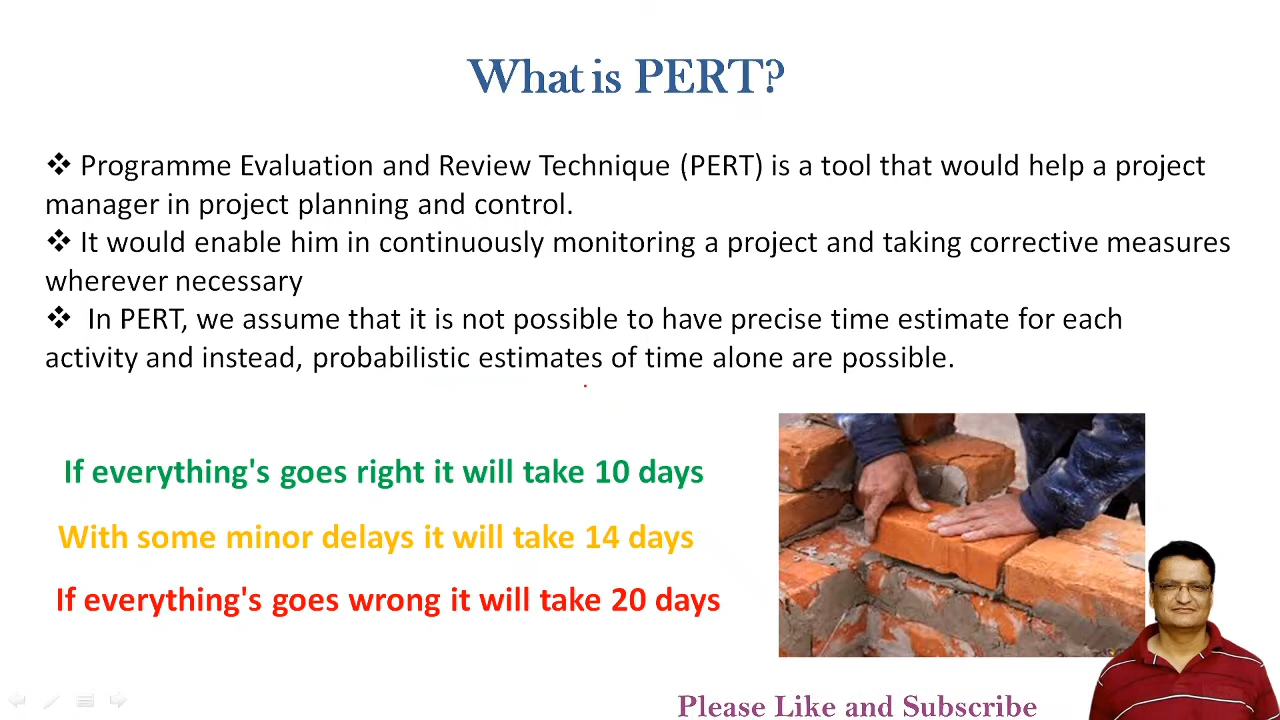 What is PERT?
❖ Programme Evaluation and Review Technique (PERT) is a tool that would help a project
manager in project planning and control.
❖ It would enable him in continuously monitoring a project and taking corrective measures
wherever necessary
❖ In PERT, we assume that it is not possible to have precise time estimate for each
activity and instead, probabilistic estimates of time alone are possible.
If everything's goes right it will take 10 days
With some minor delays it will take 14 days
If everything's goes wrong it will take 20 days
Please Like and Subscribe